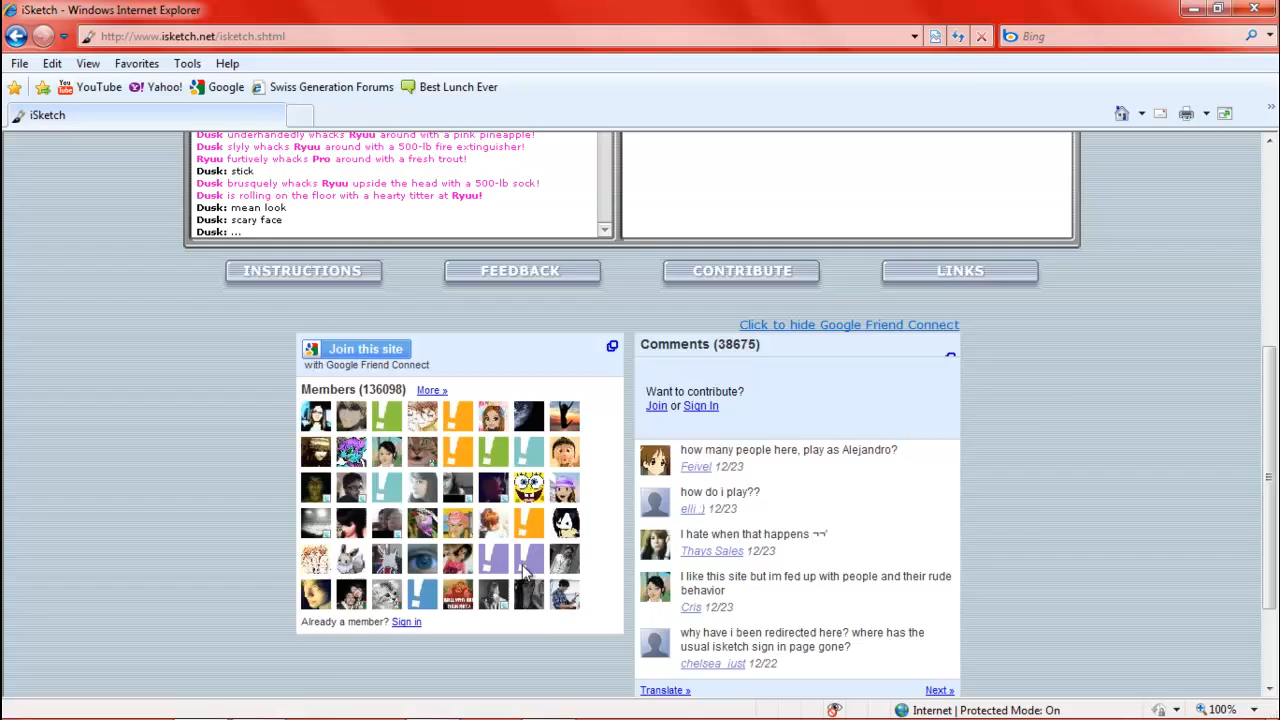 iSketch - Windows Internet Explorer
http://www.isketch.net/isketch.shtml
Bing
File Edit View Favorites Tools Help
YouTube Yahoo! Google Swiss Generation Forums Best Lunch Ever
iSketch
Dusk underhandedly whacks Ryuu around with a pink pineapple!
Dusk slyly whacks Ryuu around with a 500-lb fire extinguisher!
Ryuu furtively whacks Pro around with a fresh trout!
Dusk: stick
Dusk brusquely whacks Ryuu upside the head with a 500-lb sock!
Dusk is rolling on the floor with a hearty titter at Ryuu!
Dusk: mean look
Dusk: scary face
Dusk: ...
INSTRUCTIONS FEEDBACK CONTRIBUTE LINKS
Click to hide Google Friend Connect
Join this site
with Google Friend Connect
Members (136098) More »
Already a member? Sign in
Comments (38675)
Want to contribute?
Join or Sign In
how many people here, play as Alejandro?
Feivel 12/23
how do i play??
elli :) 12/23
I hate when that happens ¬¬'
Thays Sales 12/23
I like this site but im fed up with people and their rude
behavior
Cris 12/23
why have i been redirected here? where has the
usual isketch sign in page gone?
chelsea_just 12/22
Translate » Next »
Internet | Protected Mode: On
100%